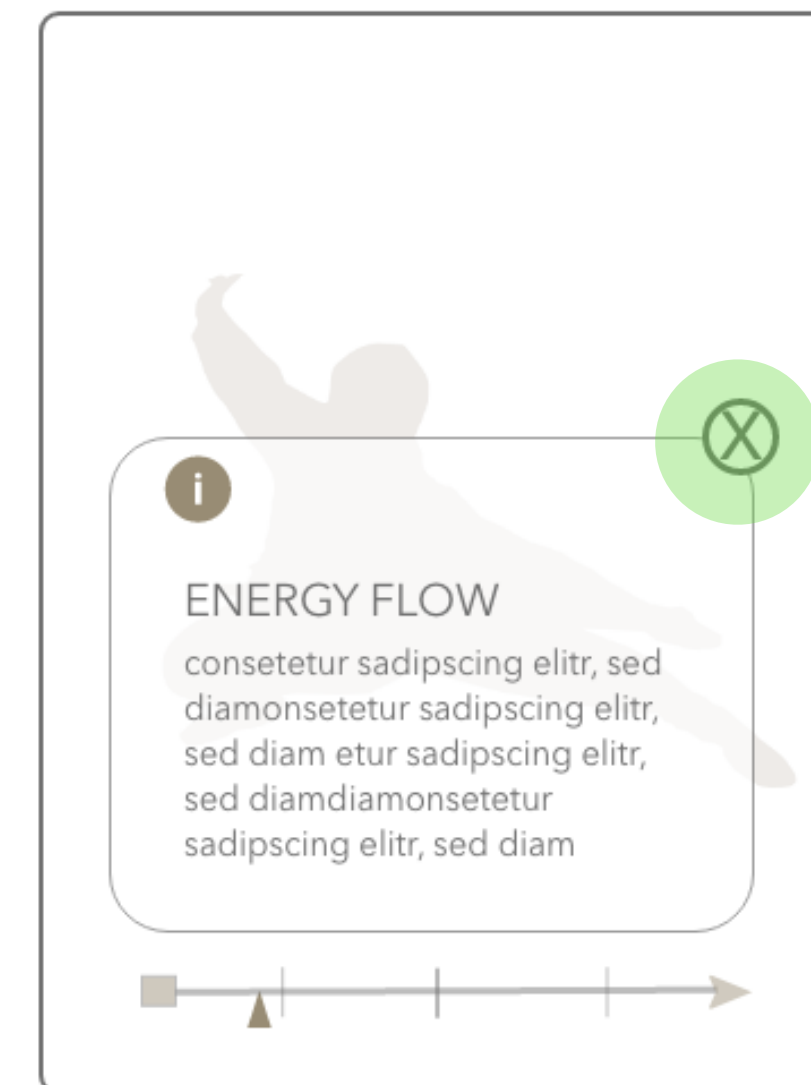 X
i
ENERGY FLOW
consetetur sadipscing elitr, sed
diamonsetetur sadipscing elitr,
sed diam etur sadipscing elitr,
sed diamdiamonsetetur
sadipscing elitr, sed diam